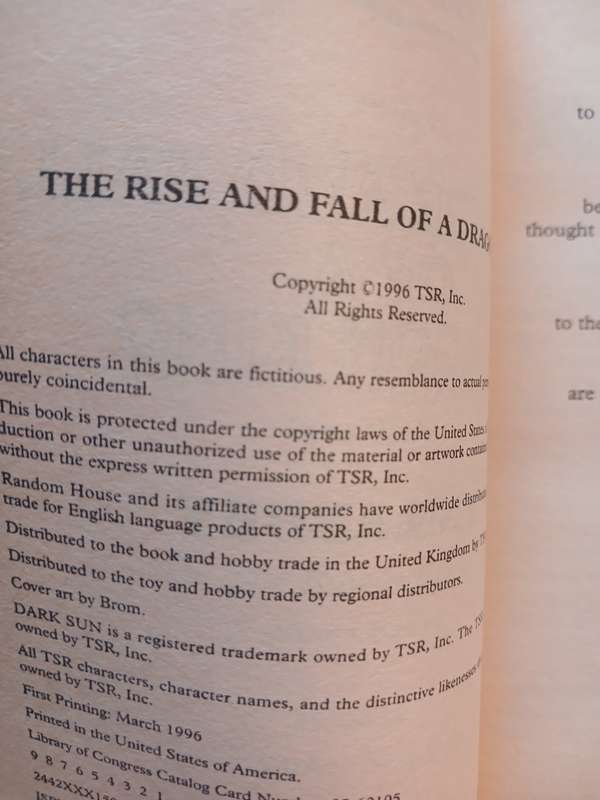 THE RISE AND FALL OF A DRAG
Copyright ©1996 TSR, Inc.
All Rights Reserved.
All characters in this book are fictitious. Any resemblance to actual
purely coincidental.
This book is protected under the copyright laws of the United States
duction or other unauthorized use of the material or artwork
without the express written permission of TSR, Inc.
Random House and its affiliate companies have worldwide
trade for English language products of TSR, Inc.
Distributed to the book and hobby trade in the United Kingdom by
Distributed to the toy and hobby trade by regional distributors.
Cover art by Brom.
DARK SUN is a registered trademark owned by TSR, Inc. The
owned by TSR, Inc.
All TSR characters, character names, and the distinctive likenesses
owned by TSR, Inc.
First Printing: March 1996
Printed in the United States of America.
Library of Congress Catalog Card
9 8 7 6 5 4 3 2 1
to
be
thought
to the
are